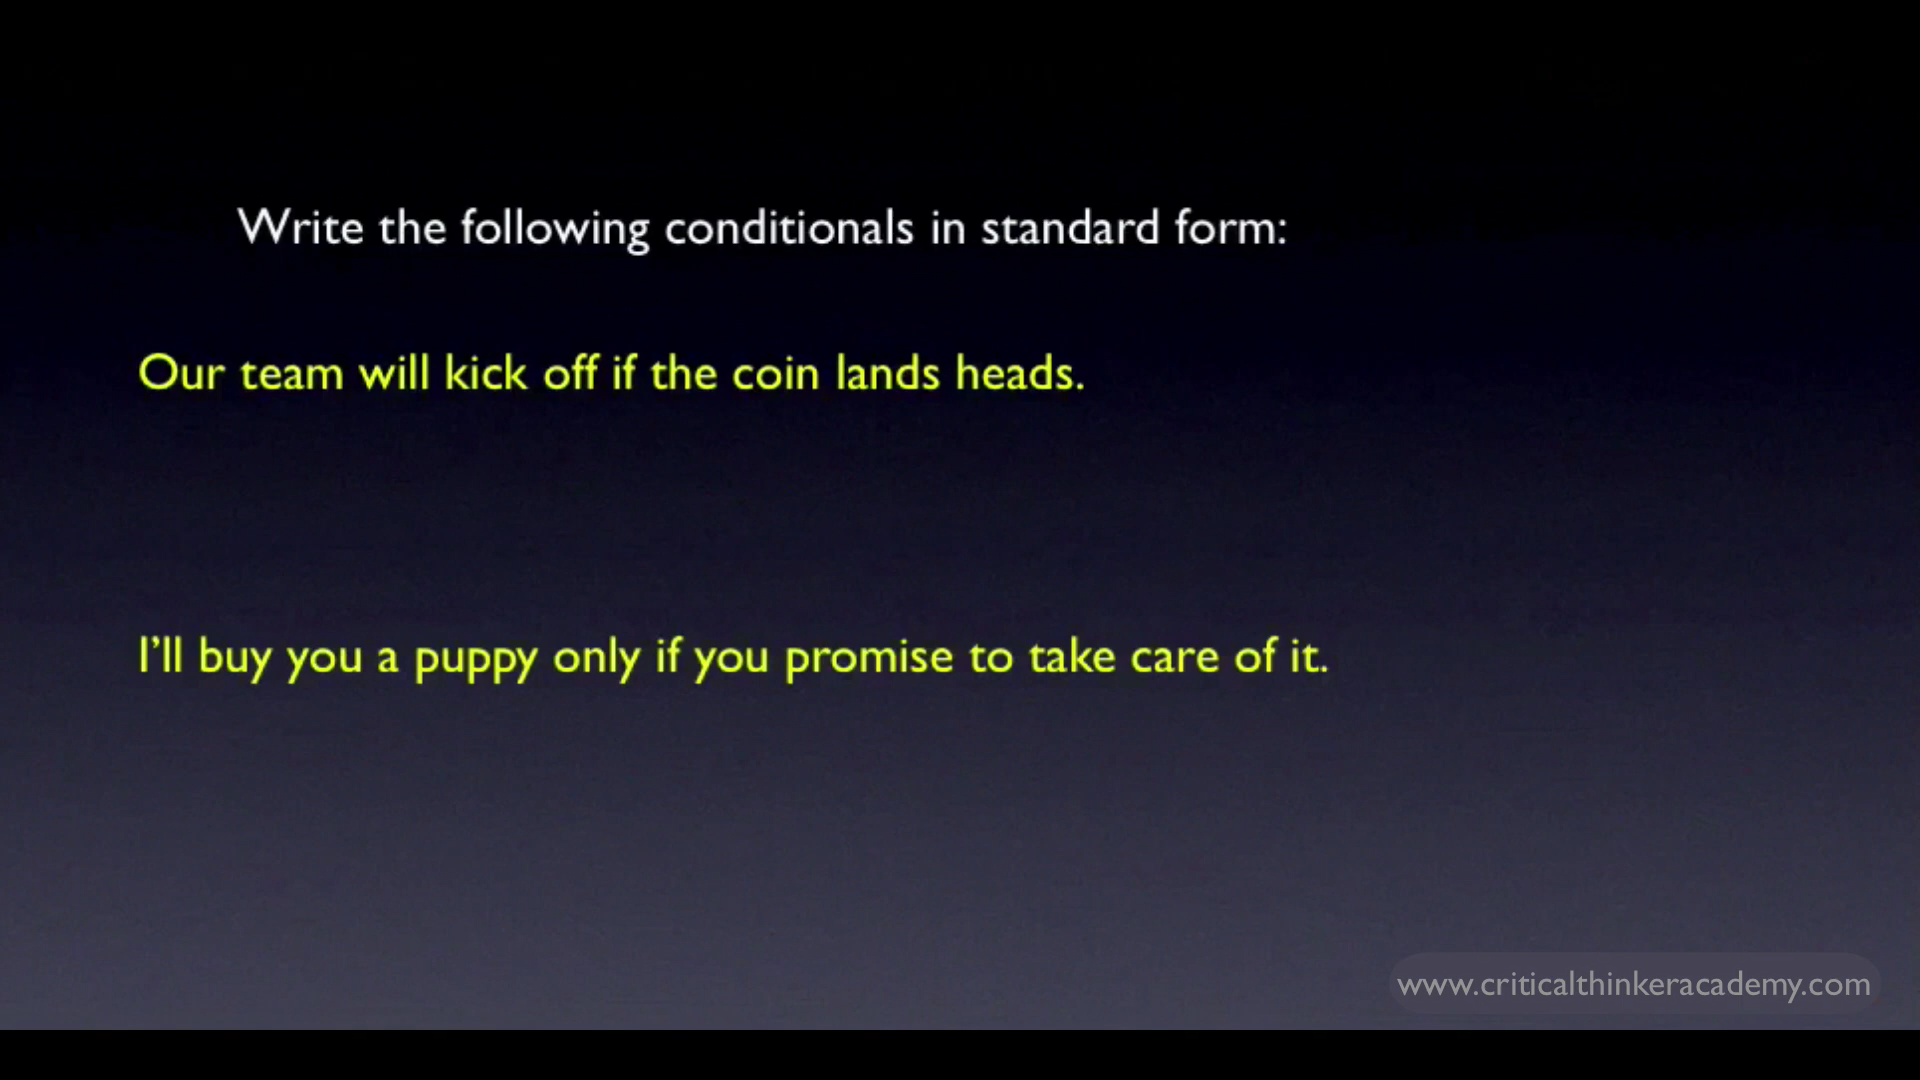 Write the following conditionals in standard form:
Our team will kick off if the coin lands heads.
I’ll buy you a puppy only if you promise to take care of it.
www.criticalthinkeracademy.com